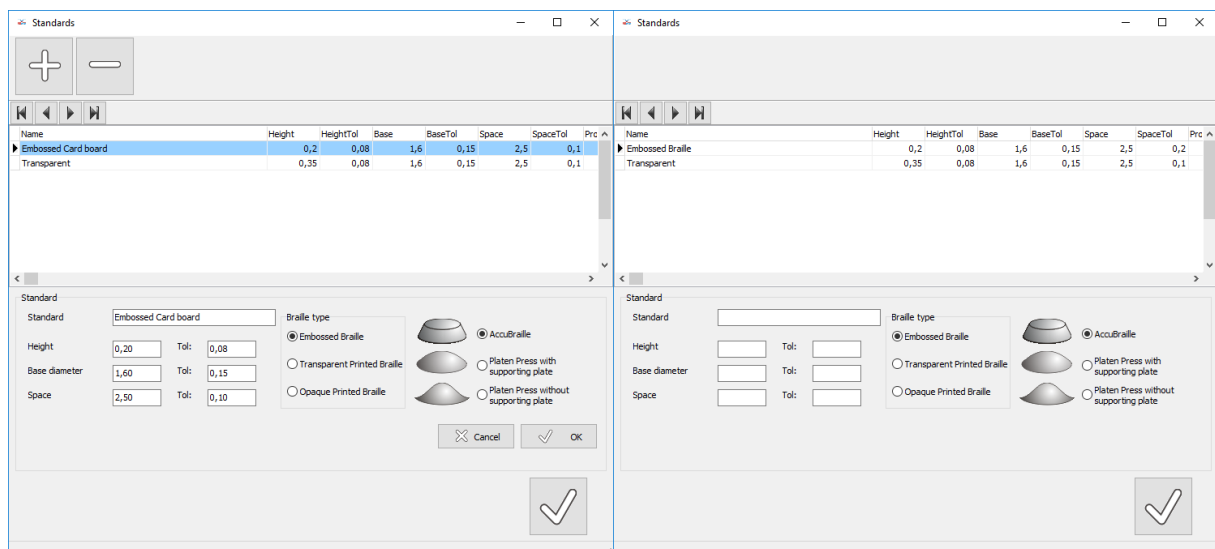 Standards
Name Height HeightTol Base BaseTol Space SpaceTol Prc
Embossed Card board 0,2 0,08 1,6 0,15 2,5 0,1
Transparent 0,35 0,08 1,6 0,15 2,5 0,1
Standard
Standard Embossed Card board
Height 0,20 Tol: 0,08
Base diameter 1,60 Tol: 0,15
Space 2,50 Tol: 0,10
Braille type
Embossed Braille
Transparent Printed Braille
Opaque Printed Braille
AccuBraille
Platen Press with
supporting plate
Platen Press without
supporting plate
Cancel OK
Standards
Name Height HeightTol Base BaseTol Space SpaceTol Prc
Embossed Braille 0,2 0,08 1,6 0,15 2,5 0,2
Transparent 0,35 0,08 1,6 0,15 2,5 0,1
Standard
Standard
Height Tol:
Base diameter Tol:
Space Tol:
Braille type
Embossed Braille
Transparent Printed Braille
Opaque Printed Braille
AccuBraille
Platen Press with
supporting plate
Platen Press without
supporting plate